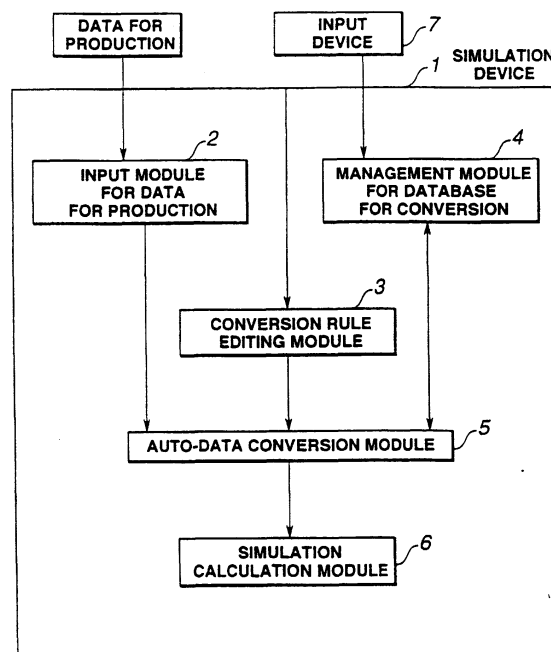 DATA FOR
PRODUCTION
INPUT
DEVICE
7
1
SIMULATION
DEVICE
2
INPUT MODULE
FOR DATA
FOR PRODUCTION
4
MANAGEMENT MODULE
FOR DATABASE
FOR CONVERSION
3
CONVERSION RULE
EDITING MODULE
AUTO-DATA CONVERSION MODULE
5
SIMULATION
CALCULATION MODULE
6